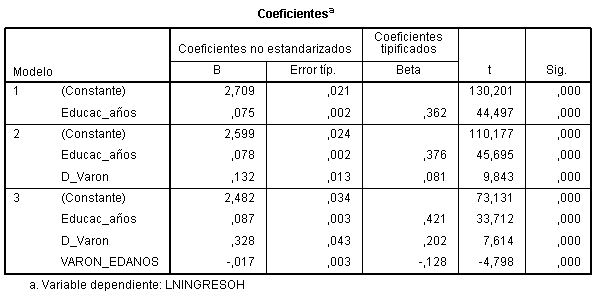 Coeficientesa
Coeficientes no estandarizados Coeficientes tipificados
Modelo B Error típ. Beta t Sig.
1 (Constante) 2,709 ,021 130,201 ,000
Educac_años ,075 ,002 ,362 44,497 ,000
2 (Constante) 2,599 ,024 110,177 ,000
Educac_años ,078 ,002 ,376 45,695 ,000
D_Varon ,132 ,013 ,081 9,843 ,000
3 (Constante) 2,482 ,034 73,131 ,000
Educac_años ,087 ,003 ,421 33,712 ,000
D_Varon ,328 ,043 ,202 7,614 ,000
VARON_EDANOS -,017 ,003 -,128 -4,798 ,000
a. Variable dependiente: LNINGRESOH